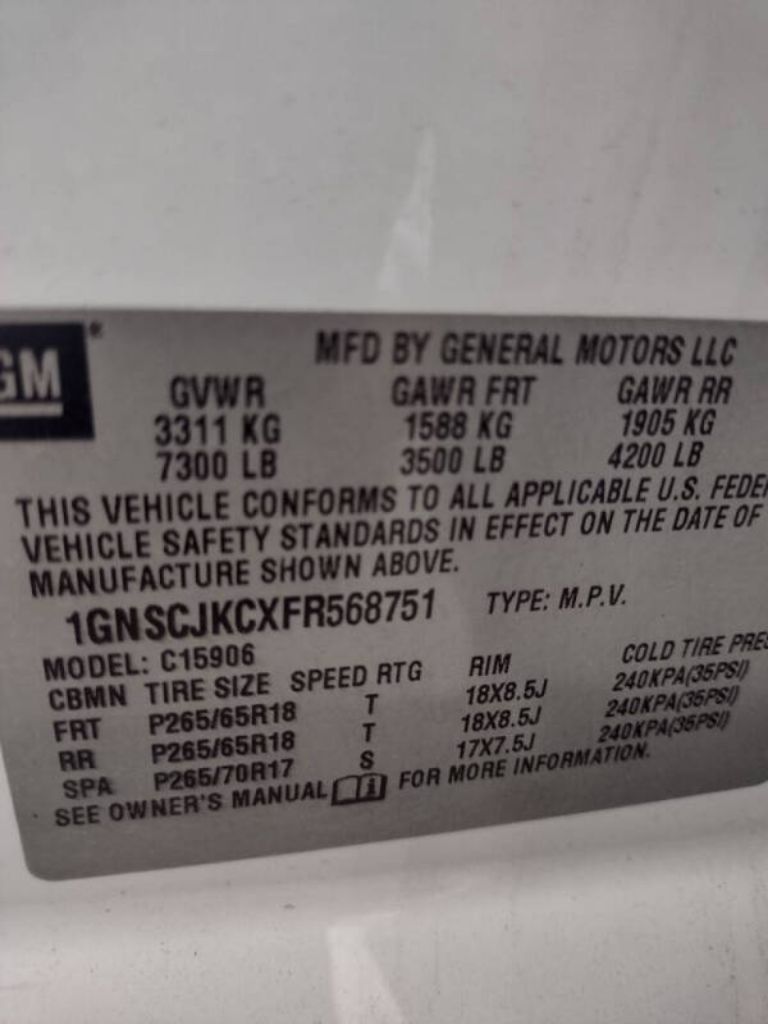 GM®
MFD BY GENERAL MOTORS LLC
GVWR GAWR FRT GAWR RR
3311 KG 1588 KG 1905 KG
7300 LB 3500 LB 4200 LB
THIS VEHICLE CONFORMS TO ALL APPLICABLE U.S. FEDE
VEHICLE SAFETY STANDARDS IN EFFECT ON THE DATE OF
MANUFACTURE SHOWN ABOVE.
1GNSCJKCXFR568751 TYPE: M.P.V.
MODEL: C15906
CBMN TIRE SIZE SPEED RTG RIM COLD TIRE PRES
FRT P265/65R18 T 18X8.5J 240KPA(35PSI)
RR P265/65R18 T 18X8.5J 240KPA(35PSI)
SPA P265/70R17 S 17X7.5J 240KPA(35PSI)
SEE OWNER'S MANUAL i FOR MORE INFORMATION.